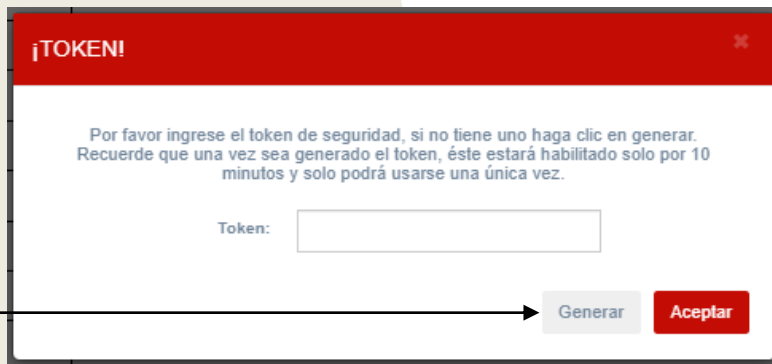 ¡TOKEN!
Por favor ingrese el token de seguridad, si no tiene uno haga clic en generar.
Recuerde que una vez sea generado el token, éste estará habilitado solo por 10
minutos y solo podrá usarse una única vez.
Token:
Generar Aceptar